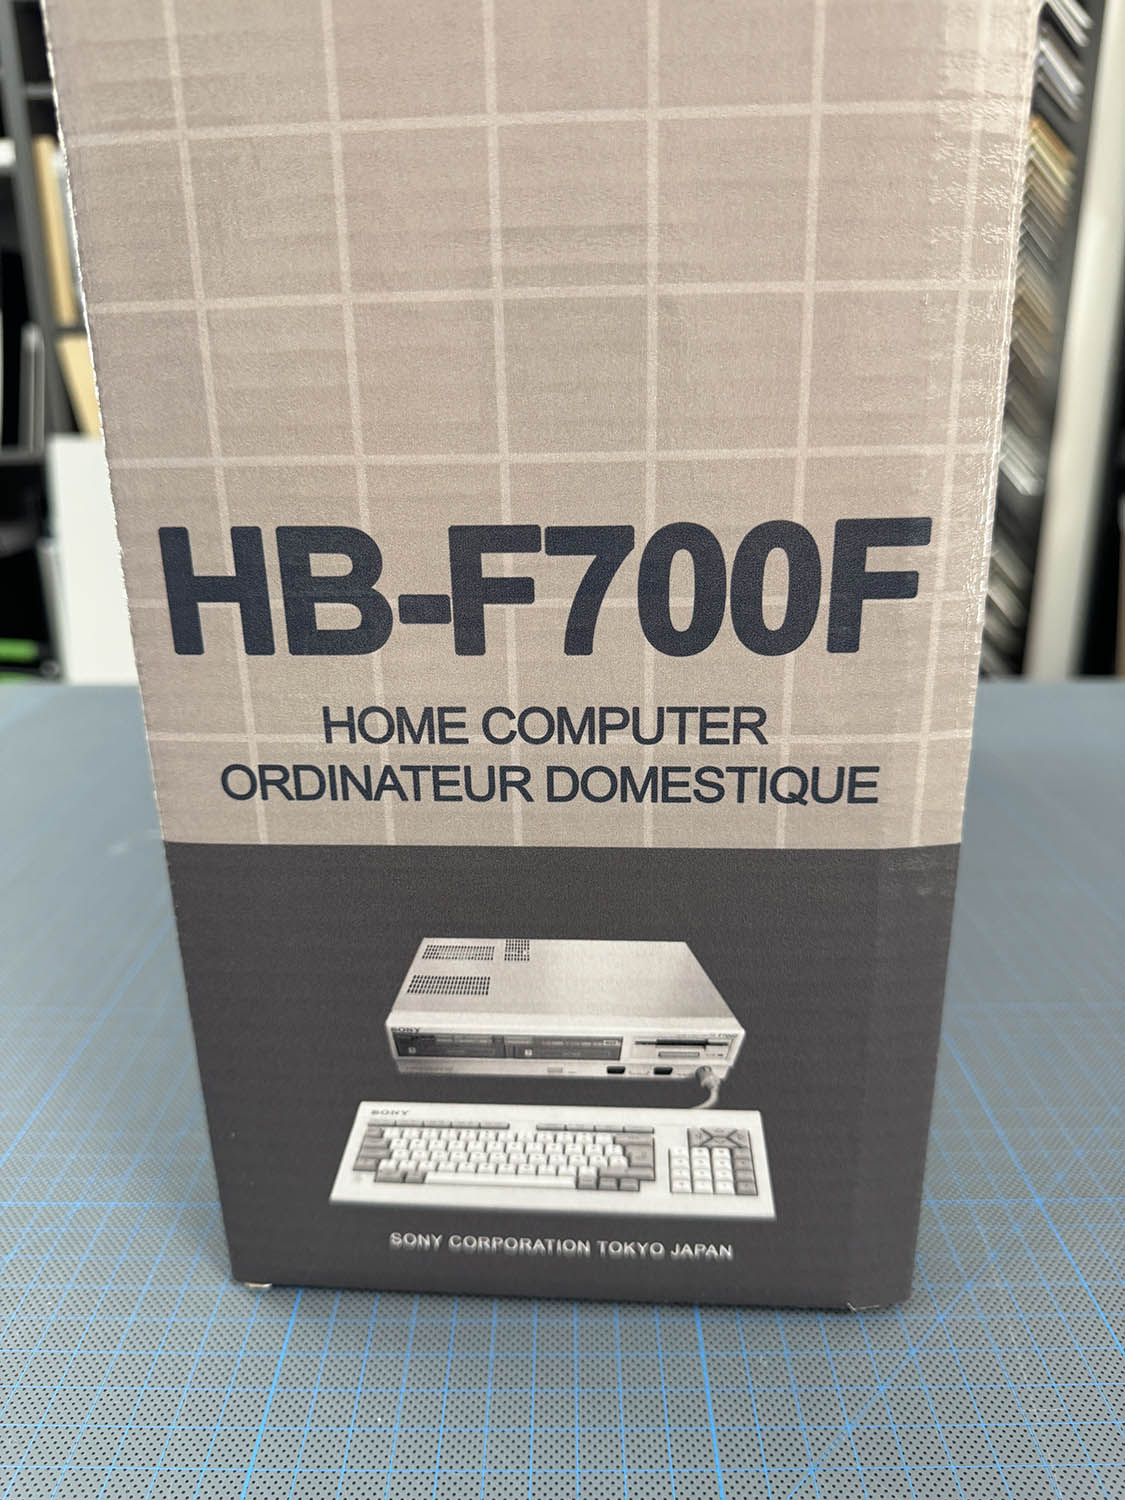 HB-F700F
HOME COMPUTER
ORDINATEUR DOMESTIQUE
SONY
SONY
SONY CORPORATION TOKYO JAPAN